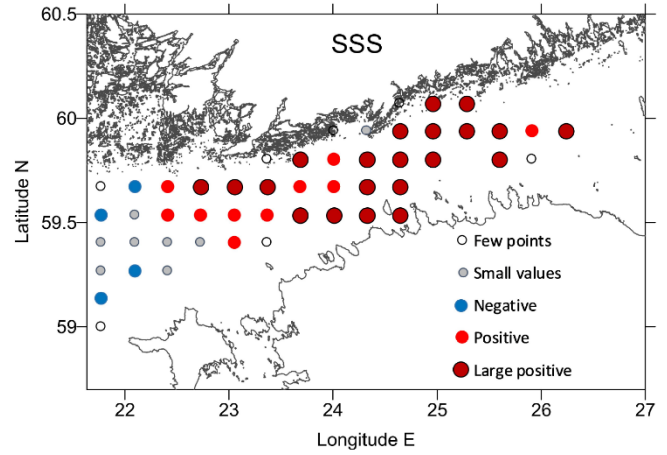 SSS
60.5
60
59.5
59
Latitude N
Few points
Small values
Negative
Positive
Large positive
22 23 24 25 26 27
Longitude E